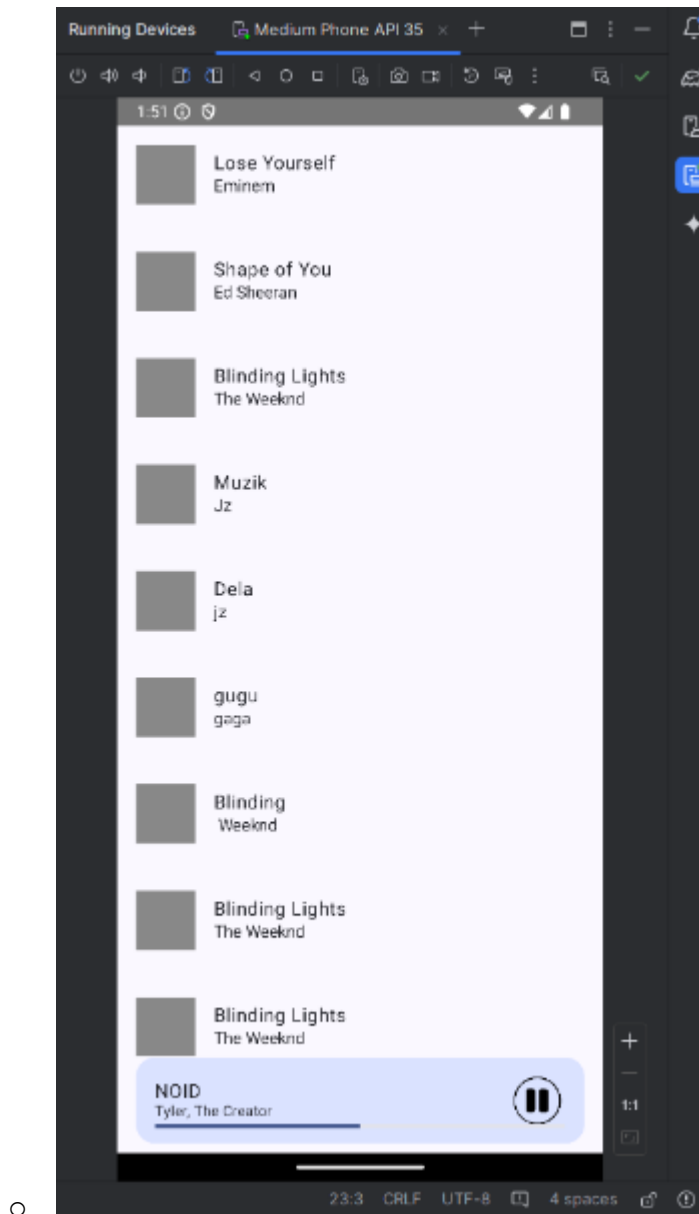 Running Devices
Medium Phone API 35
1:51
Lose Yourself
Eminem
Shape of You
Ed Sheeran
Blinding Lights
The Weeknd
Muzik
Jz
Dela
jz
gugu
gaga
Blinding
Weeknd
Blinding Lights
The Weeknd
Blinding Lights
The Weeknd
NOID
Tyler, The Creator
1:1
23:3 CRLF UTF-8 4 spaces